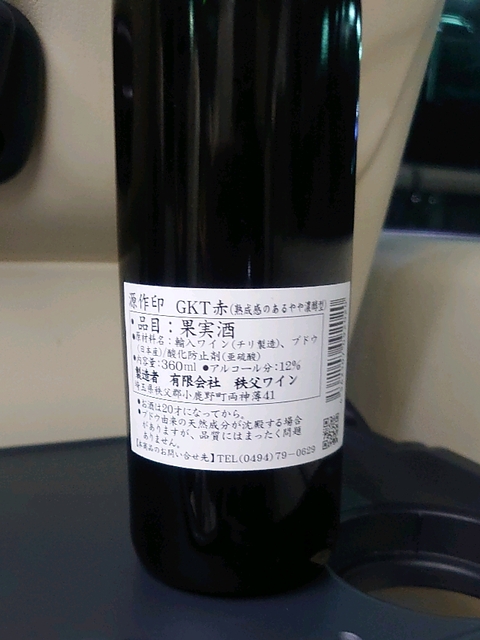 源作印 GKT赤(熟成感のあるやや濃醇型)
●品目：果実酒
●原材料名：輸入ワイン(チリ製造)、ブドウ
(日本産)/酸化防止剤(亜硫酸)
●内容量：360ml ●アルコール分：12%
製造者 有限会社 秩父ワイン
埼玉県秩父郡小鹿野町両神薄41
●お酒は20才になってから。
●ブドウ由来の天然成分が沈殿する場合
がありますが、品質にはまったく問題
ありません。
【本商品のお問い合せ先】TEL(0494)79-0629